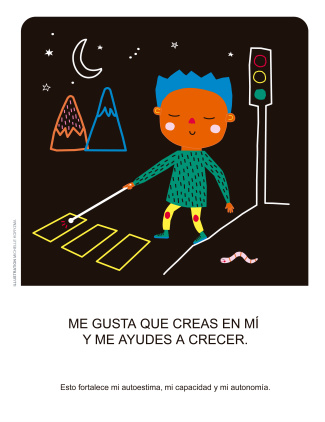 ME GUSTA QUE CREAS EN MÍ
Y ME AYUDES A CRECER.
Esto fortalece mi autoestima, mi capacidad y mi autonomía.